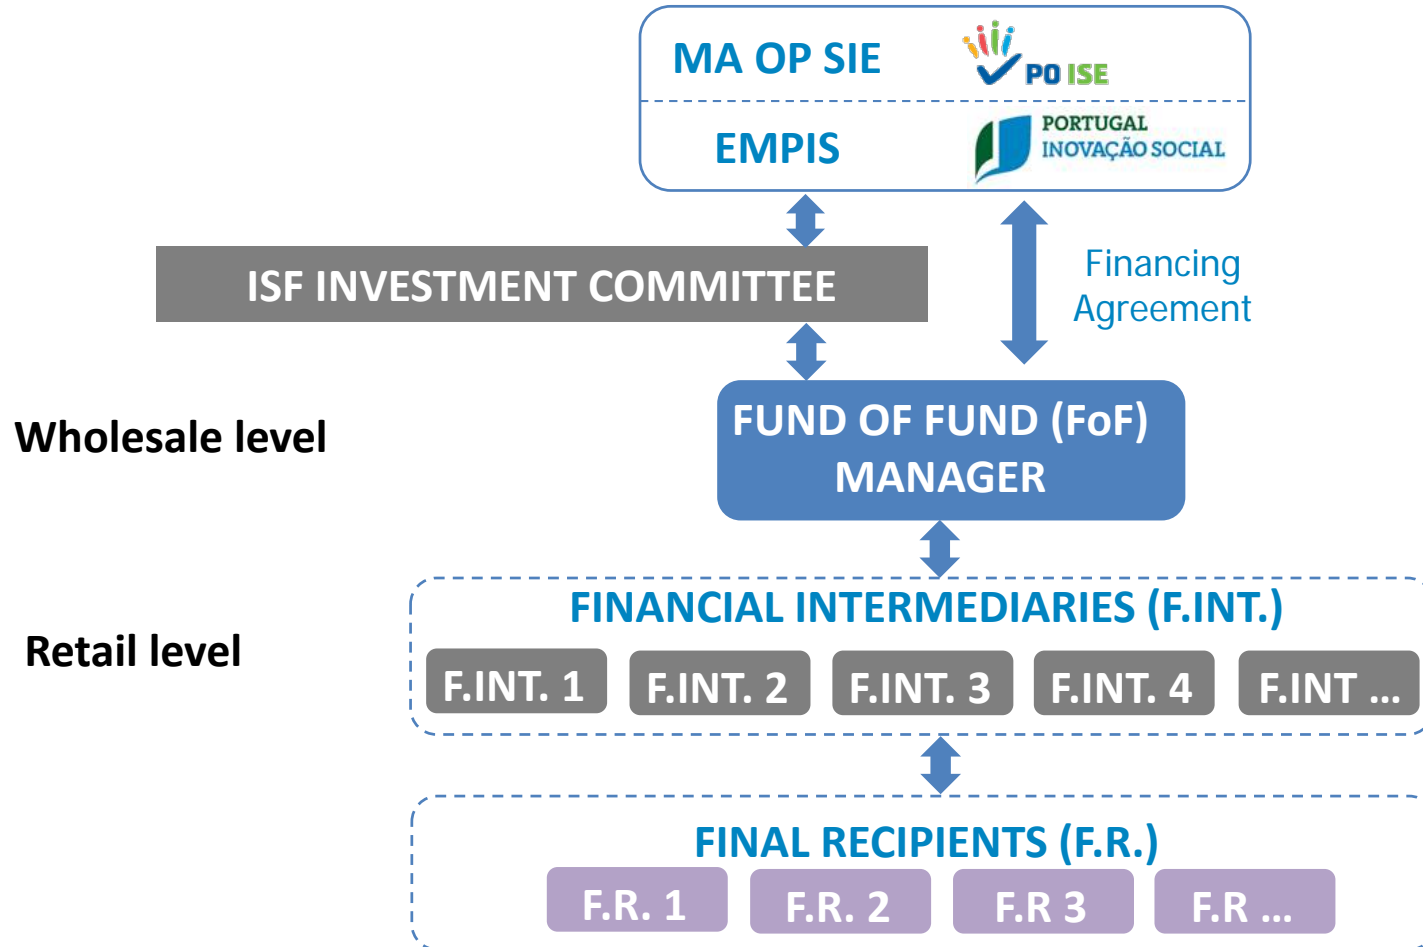 MA OP SIE
PO ISE
EMPIS
PORTUGAL
INOVAÇÃO SOCIAL
ISF INVESTMENT COMMITTEE
Financing
Agreement
Wholesale level
FUND OF FUND (FoF)
MANAGER
Retail level
FINANCIAL INTERMEDIARIES (F.INT.)
F.INT. 1
F.INT. 2
F.INT. 3
F.INT. 4
F.INT ...
FINAL RECIPIENTS (F.R.)
F.R. 1
F.R. 2
F.R 3
F.R ...